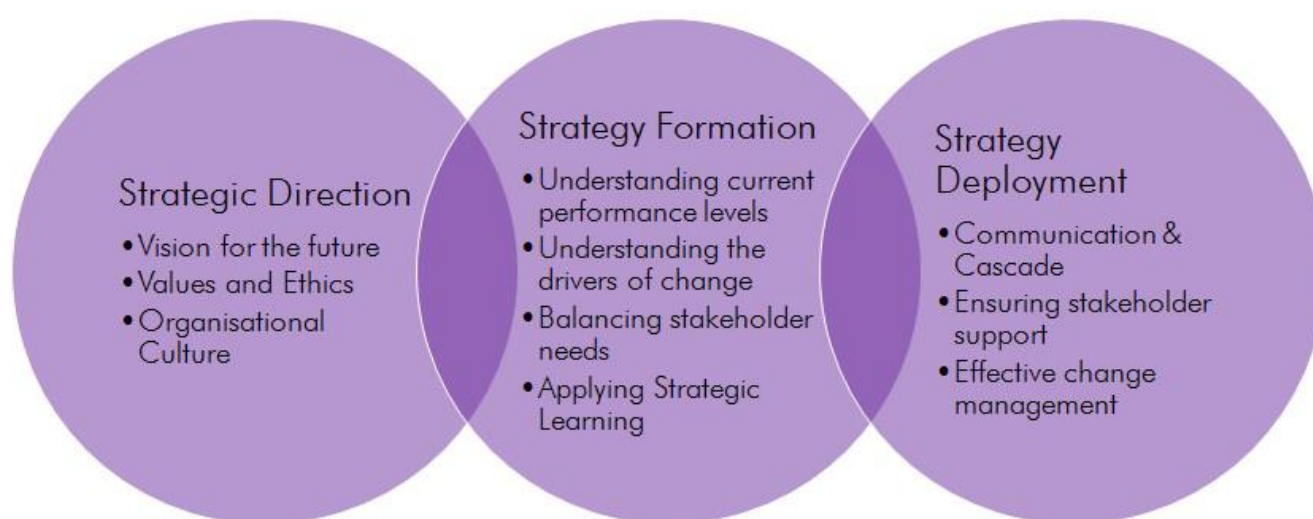 Strategic Direction
•Vision for the future
•Values and Ethics
•Organisational
Culture
Strategy Formation
•Understanding current
performance levels
•Understanding the
drivers of change
•Balancing stakeholder
needs
•Applying Strategic
Learning
Strategy
Deployment
•Communication &
Cascade
•Ensuring stakeholder
support
•Effective change
management